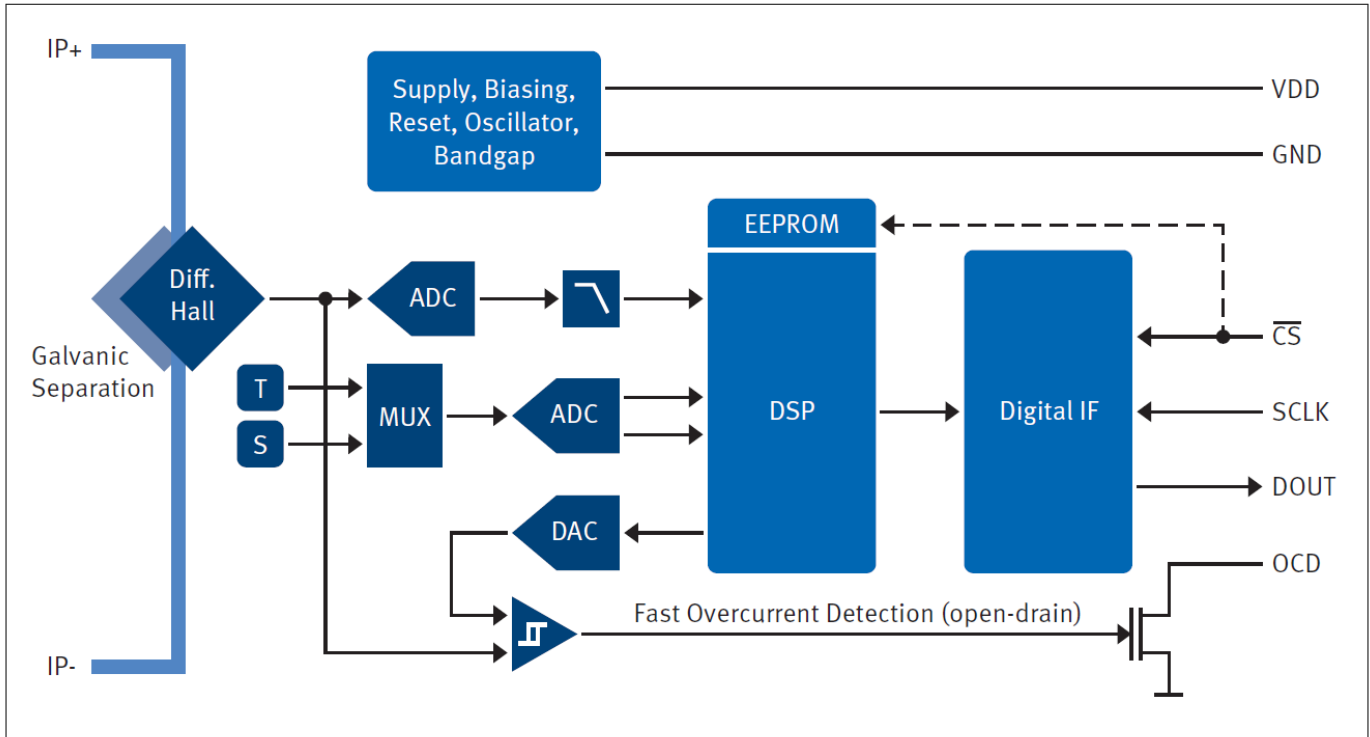 IP+
Supply, Biasing,
Reset, Oscillator,
Bandgap
VDD
GND
EEPROM
Diff.
Hall
ADC
Galvanic
Separation
T
S
MUX
ADC
DSP
Digital IF
C̅S̅
SCLK
DOUT
DAC
OCD
Fast Overcurrent Detection (open-drain)
IP-